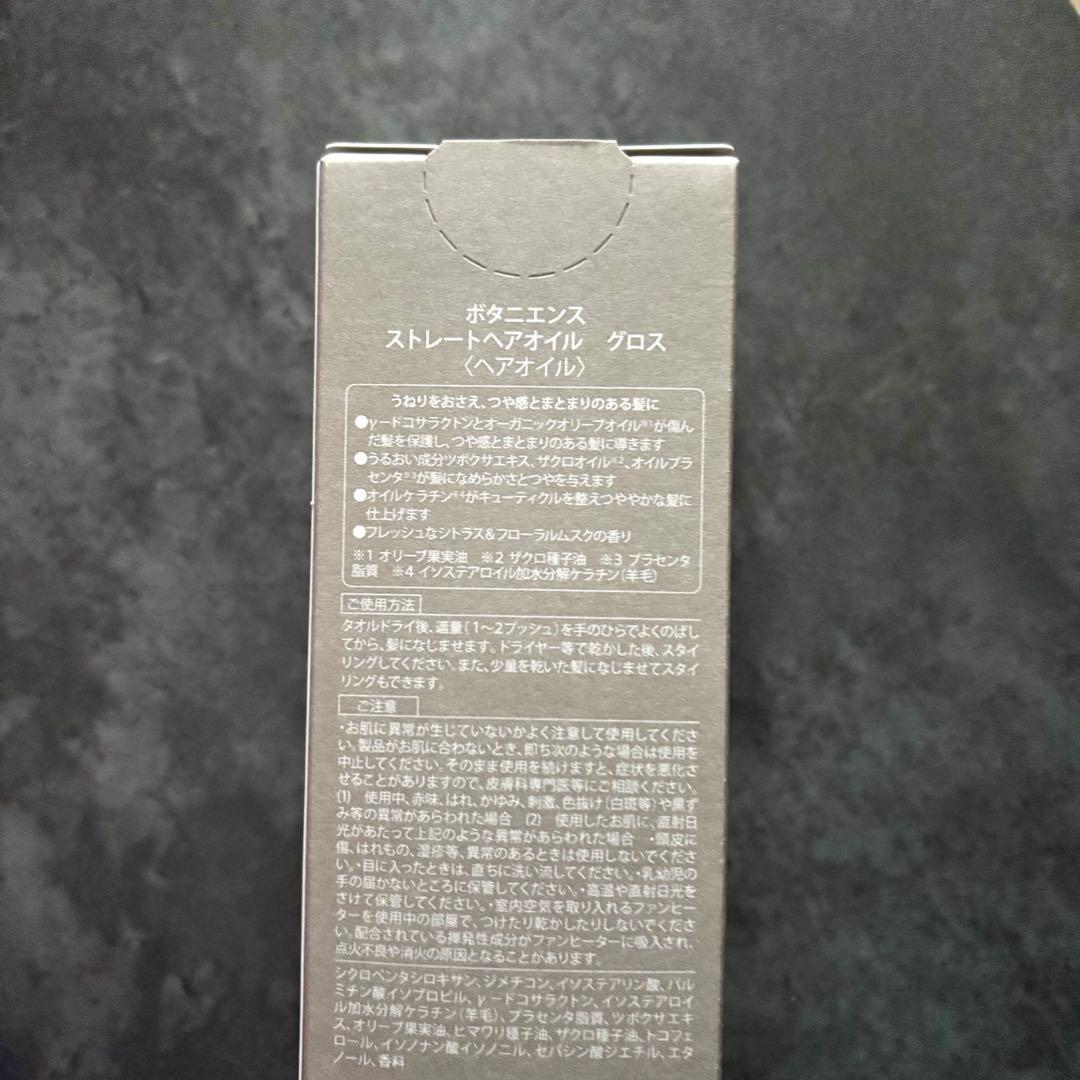 ボタニエンス
ストレートヘアオイル　グロス
〈ヘアオイル〉
うねりをおさえ、つや感とまとまりのある髪に
●γードコサラクトンとオーガニックオリーブオイル※1が傷ん
だ髪を保護し、つや感とまとまりのある髪に導きます
●うるおい成分ツボクサエキス、ザクロオイル※2、オイルプラ
センタ※3が髪になめらかさとつやを与えます
●オイルケラチン※4がキューティクルを整えつややかな髪に
仕上げます
●フレッシュなシトラス&フローラルムスクの香り
※1 オリーブ果実油　※2 ザクロ種子油　※3 プラセンタ
脂質　※4 イソステアロイル加水分解ケラチン（羊毛）
ご使用方法
タオルドライ後、適量（1〜2プッシュ）を手のひらでよくのばし
てから、髪になじませます。ドライヤー等で乾かした後、スタイ
リングしてください。また、少量を乾いた髪になじませてスタイ
リングもできます。
ご注意
・お肌に異常が生じていないかよく注意して使用してくださ
い。製品がお肌に合わないとき、即ち次のような場合は使用を
中止してください。そのまま使用を続けますと、症状を悪化さ
せることがありますので、皮膚科専門医等にご相談ください。
(1)　使用中、赤味、はれ、かゆみ、刺激、色抜け（白斑等）や黒ず
み等の異常があらわれた場合　(2)　使用したお肌に、直射日
光があたって上記のような異常があらわれた場合　・頭皮に
傷、はれもの、湿疹等、異常のあるときは使用しないでくださ
い。・目に入ったときは、直ちに洗い流してください。・乳幼児の
手の届かないところに保管してください。・高温や直射日光を
さけて保管してください。・室内空気を取り入れるファンヒー
ターを使用中の部屋で、つけたり乾かしたりしないでくださ
い。配合されている揮発性成分がファンヒーターに吸入され、
点火不良や消火の原因となることがあります。
シクロペンタシロキサン、ジメチコン、イソステアリン酸、パル
ミチン酸イソプロピル、γードコサラクトン、イソステアロイ
ル加水分解ケラチン（羊毛）、プラセンタ脂質、ツボクサエキ
ス、オリーブ果実油、ヒマワリ種子油、ザクロ種子油、トコフェ
ロール、イソノナン酸イソノニル、セバシン酸ジエチル、エタ
ノール、香料